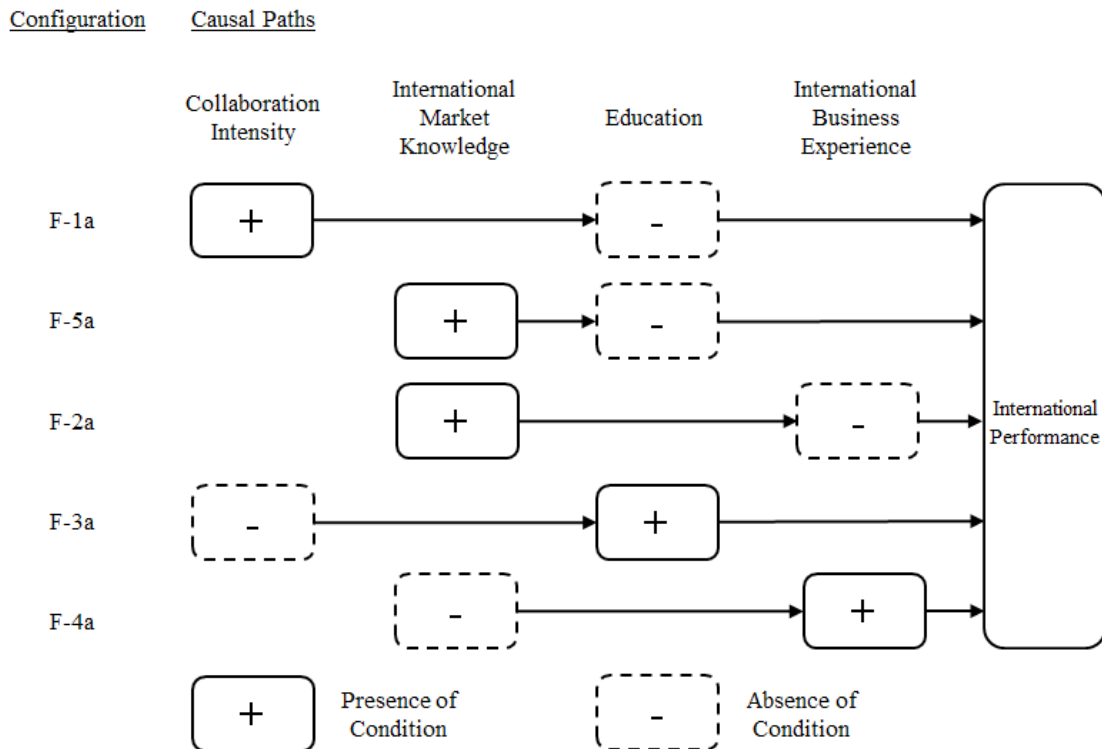 Configuration
Causal Paths
Collaboration
Intensity
International
Market
Knowledge
Education
International
Business
Experience
F-1a
+
-
F-5a
+
-
F-2a
+
-
International
Performance
F-3a
-
+
F-4a
-
+
+
Presence of
Condition
-
Absence of
Condition